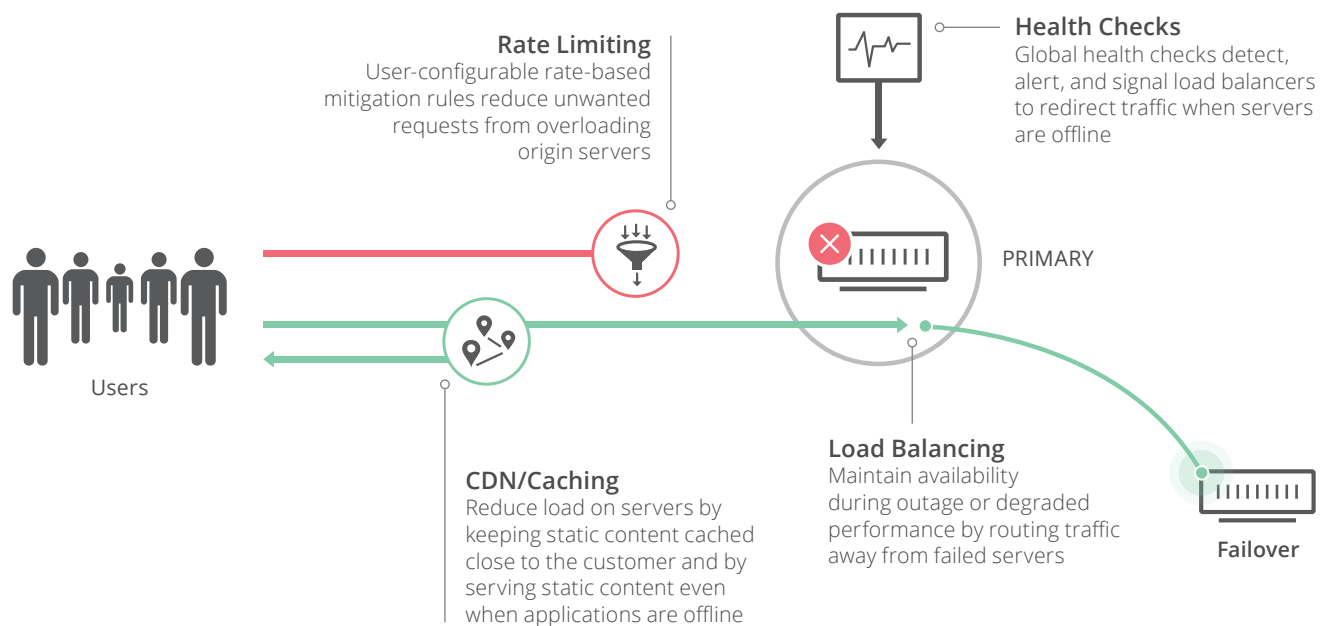 Rate Limiting
User-configurable rate-based
mitigation rules reduce unwanted
requests from overloading
origin servers
Health Checks
Global health checks detect,
alert, and signal load balancers
to redirect traffic when servers
are offline
PRIMARY
Users
CDN/Caching
Reduce load on servers by
keeping static content cached
close to the customer and by
serving static content even
when applications are offline
Load Balancing
Maintain availability
during outage or degraded
performance by routing traffic
away from failed servers
Failover